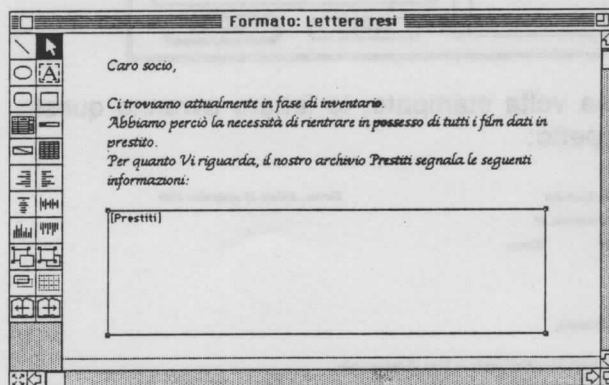 Formato: Lettera resi
Caro socio,
Ci troviamo attualmente in fase di inventario.
Abbiamo perciò la necessità di rientrare in possesso di tutti i film dati in
prestito.
Per quanto Vi riguarda, il nostro archivio Prestiti segnala le seguenti
informazioni:
[Prestiti]
A